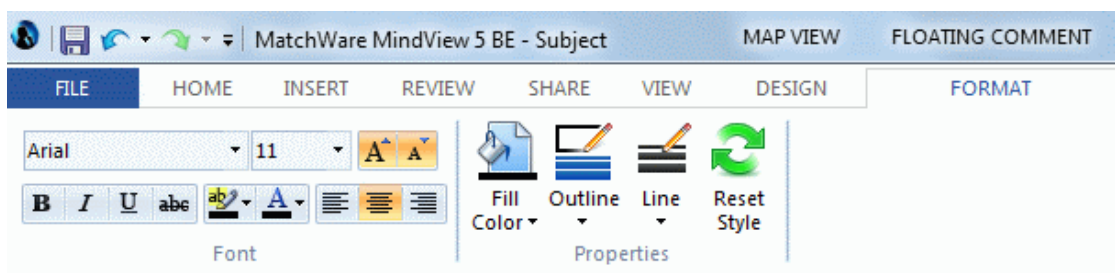 MatchWare MindView 5 BE - Subject MAP VIEW FLOATING COMMENT
FILE HOME INSERT REVIEW SHARE VIEW DESIGN FORMAT
Arial 11 A A
B I U abc ab A
Fill Color Outline Line Reset Style
Font Properties